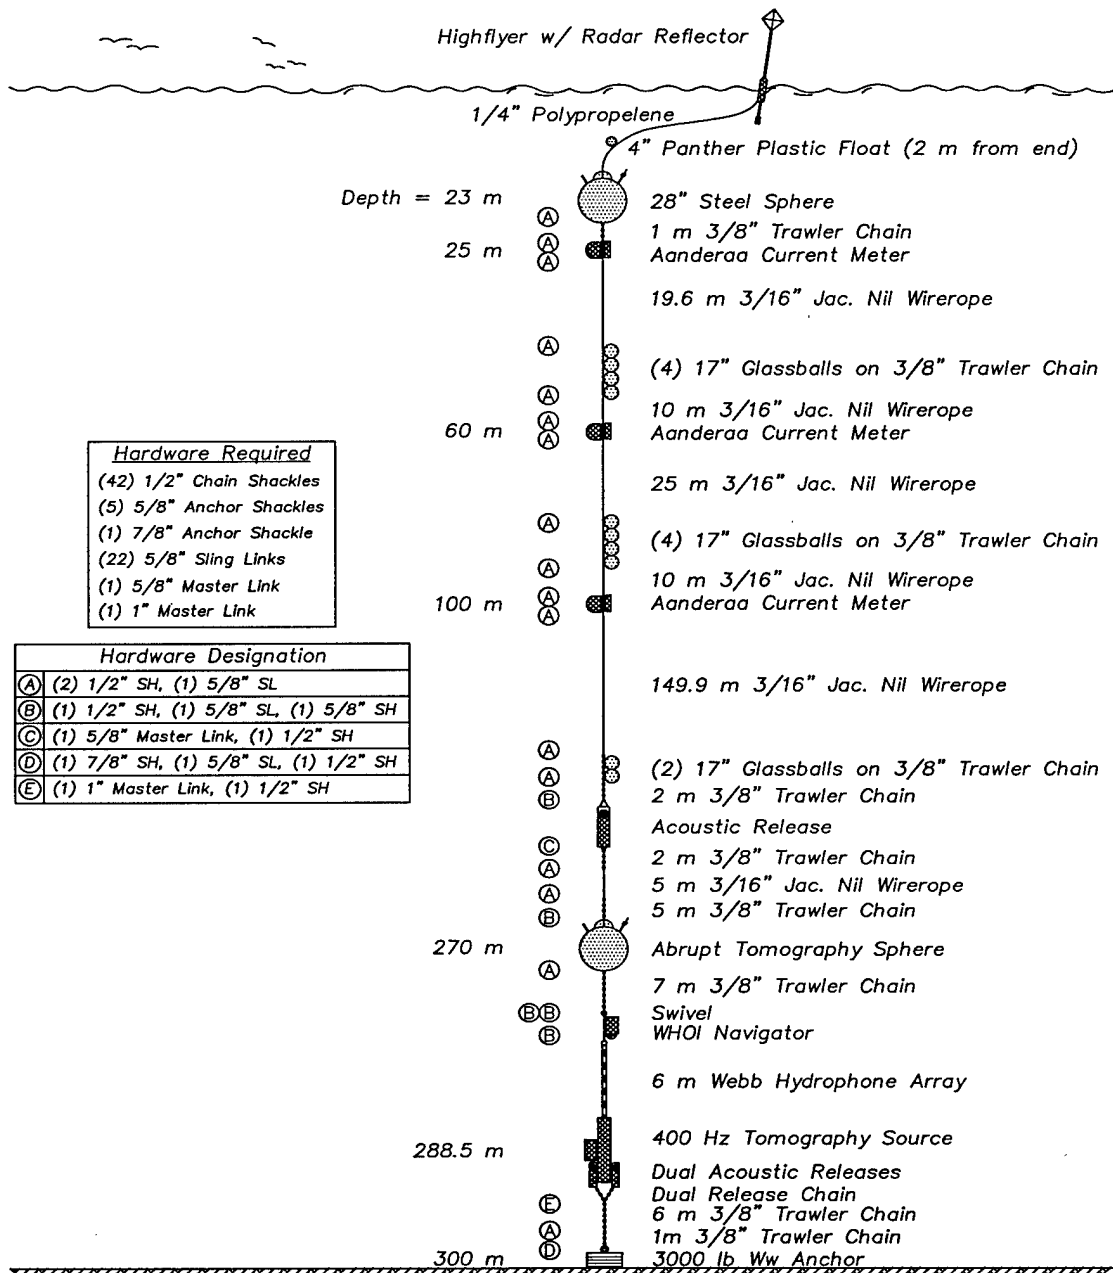 Highflyer w/ Radar Reflector
1/4" Polypropelene
4" Panther Plastic Float (2 m from end)
Depth = 23 m
28" Steel Sphere
A
1 m 3/8" Trawler Chain
A
25 m
Aanderaa Current Meter
A
19.6 m 3/16" Jac. Nil Wirerope
A
(4) 17" Glassballs on 3/8" Trawler Chain
A
10 m 3/16" Jac. Nil Wirerope
A
60 m
Aanderaa Current Meter
A
25 m 3/16" Jac. Nil Wirerope
A
(4) 17" Glassballs on 3/8" Trawler Chain
A
10 m 3/16" Jac. Nil Wirerope
A
100 m
Aanderaa Current Meter
A
149.9 m 3/16" Jac. Nil Wirerope
A
(2) 17" Glassballs on 3/8" Trawler Chain
A
2 m 3/8" Trawler Chain
B
Acoustic Release
C
2 m 3/8" Trawler Chain
A
5 m 3/16" Jac. Nil Wirerope
A
5 m 3/8" Trawler Chain
B
270 m
Abrupt Tomography Sphere
A
7 m 3/8" Trawler Chain
B B
Swivel
WHOI Navigator
B
6 m Webb Hydrophone Array
400 Hz Tomography Source
288.5 m
Dual Acoustic Releases
Dual Release Chain
E
6 m 3/8" Trawler Chain
A
1m 3/8" Trawler Chain
D
300 m
3000 lb Ww Anchor
Hardware Required
(42) 1/2" Chain Shackles
(5) 5/8" Anchor Shackles
(1) 7/8" Anchor Shackle
(22) 5/8" Sling Links
(1) 5/8" Master Link
(1) 1" Master Link
Hardware Designation
A (2) 1/2" SH, (1) 5/8" SL
B (1) 1/2" SH, (1) 5/8" SL, (1) 5/8" SH
C (1) 5/8" Master Link, (1) 1/2" SH
D (1) 7/8" SH, (1) 5/8" SL, (1) 1/2" SH
E (1) 1" Master Link, (1) 1/2" SH